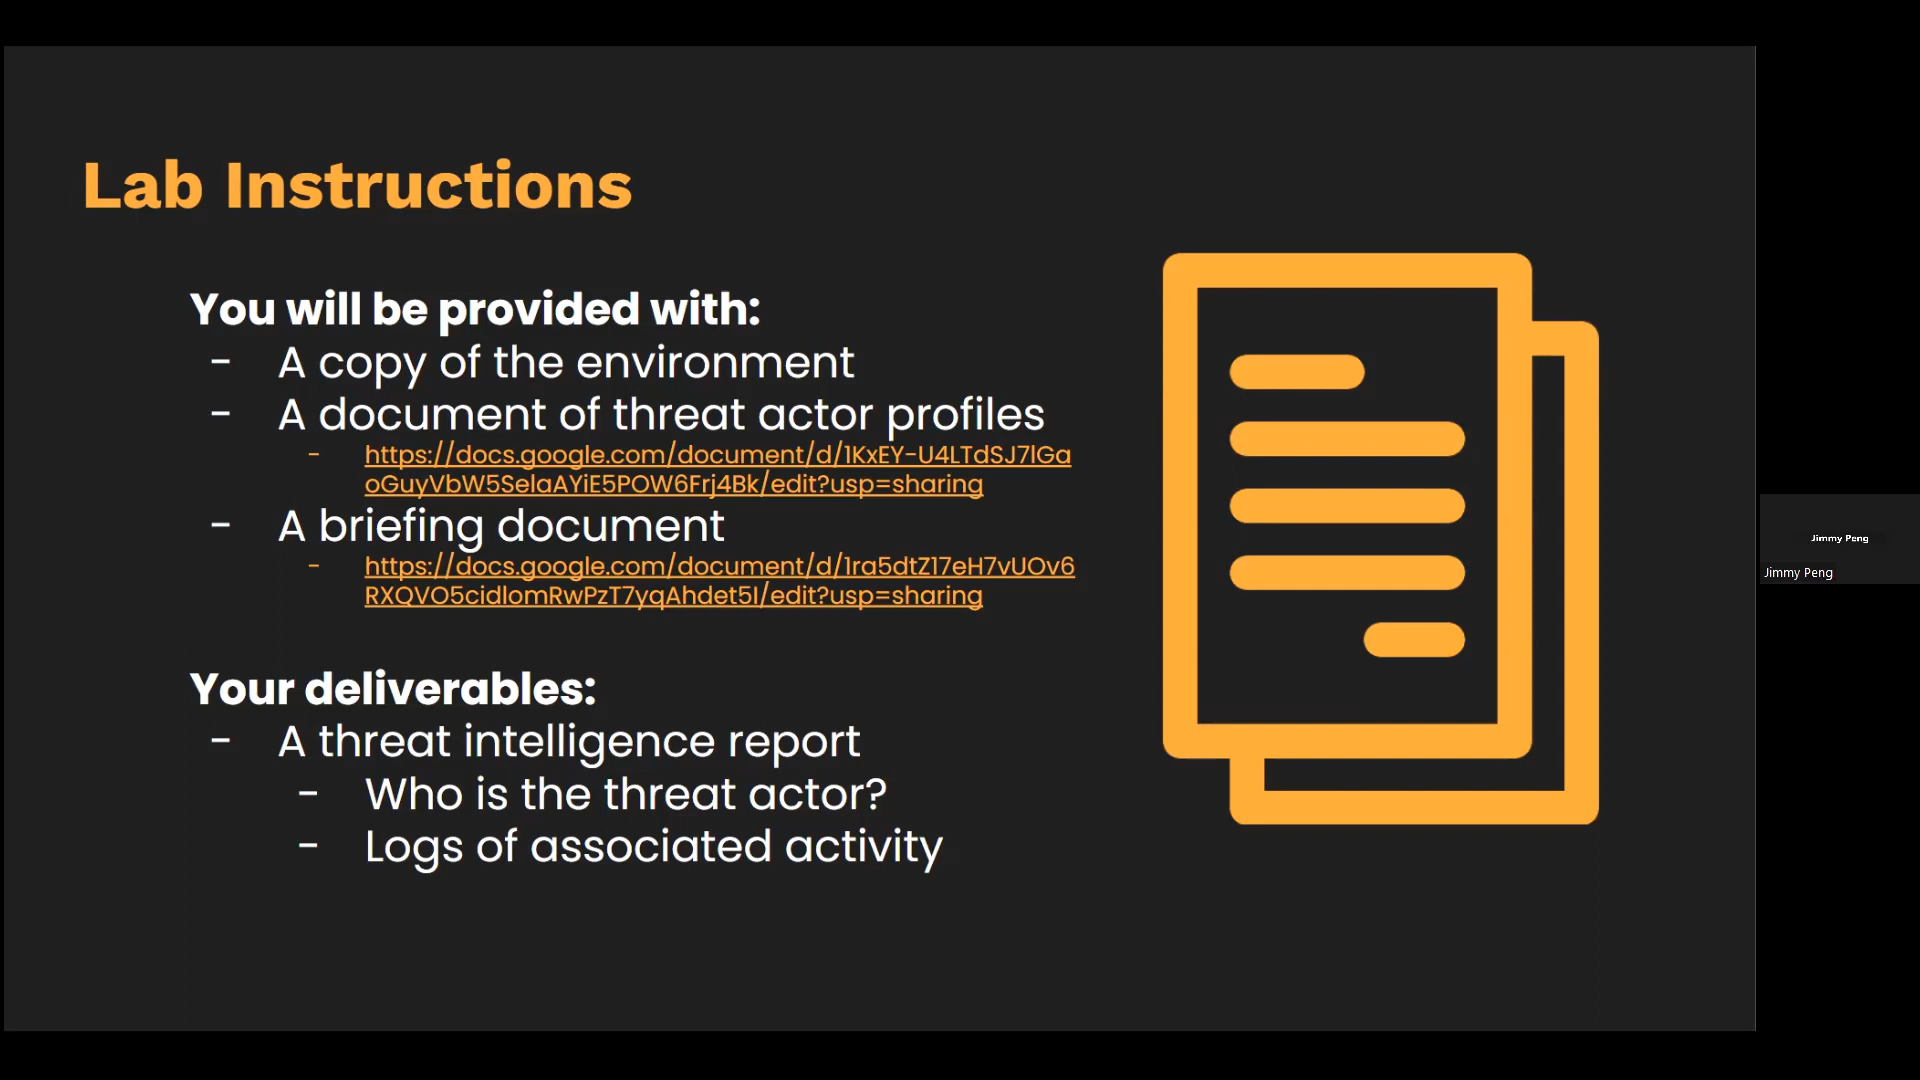 Lab Instructions
You will be provided with:
- A copy of the environment
- A document of threat actor profiles
- https://docs.google.com/document/d/1KxEY-U4LTdSJ7lGa
oGuyVbW5SelaAYiE5POW6Frj4Bk/edit?usp=sharing
- A briefing document
- https://docs.google.com/document/d/1ra5dtZ17eH7vUOv6
RXQVO5cidlomRwPzT7yqAhdet5I/edit?usp=sharing
Your deliverables:
- A threat intelligence report
- Who is the threat actor?
- Logs of associated activity
Jimmy Peng
Jimmy Peng